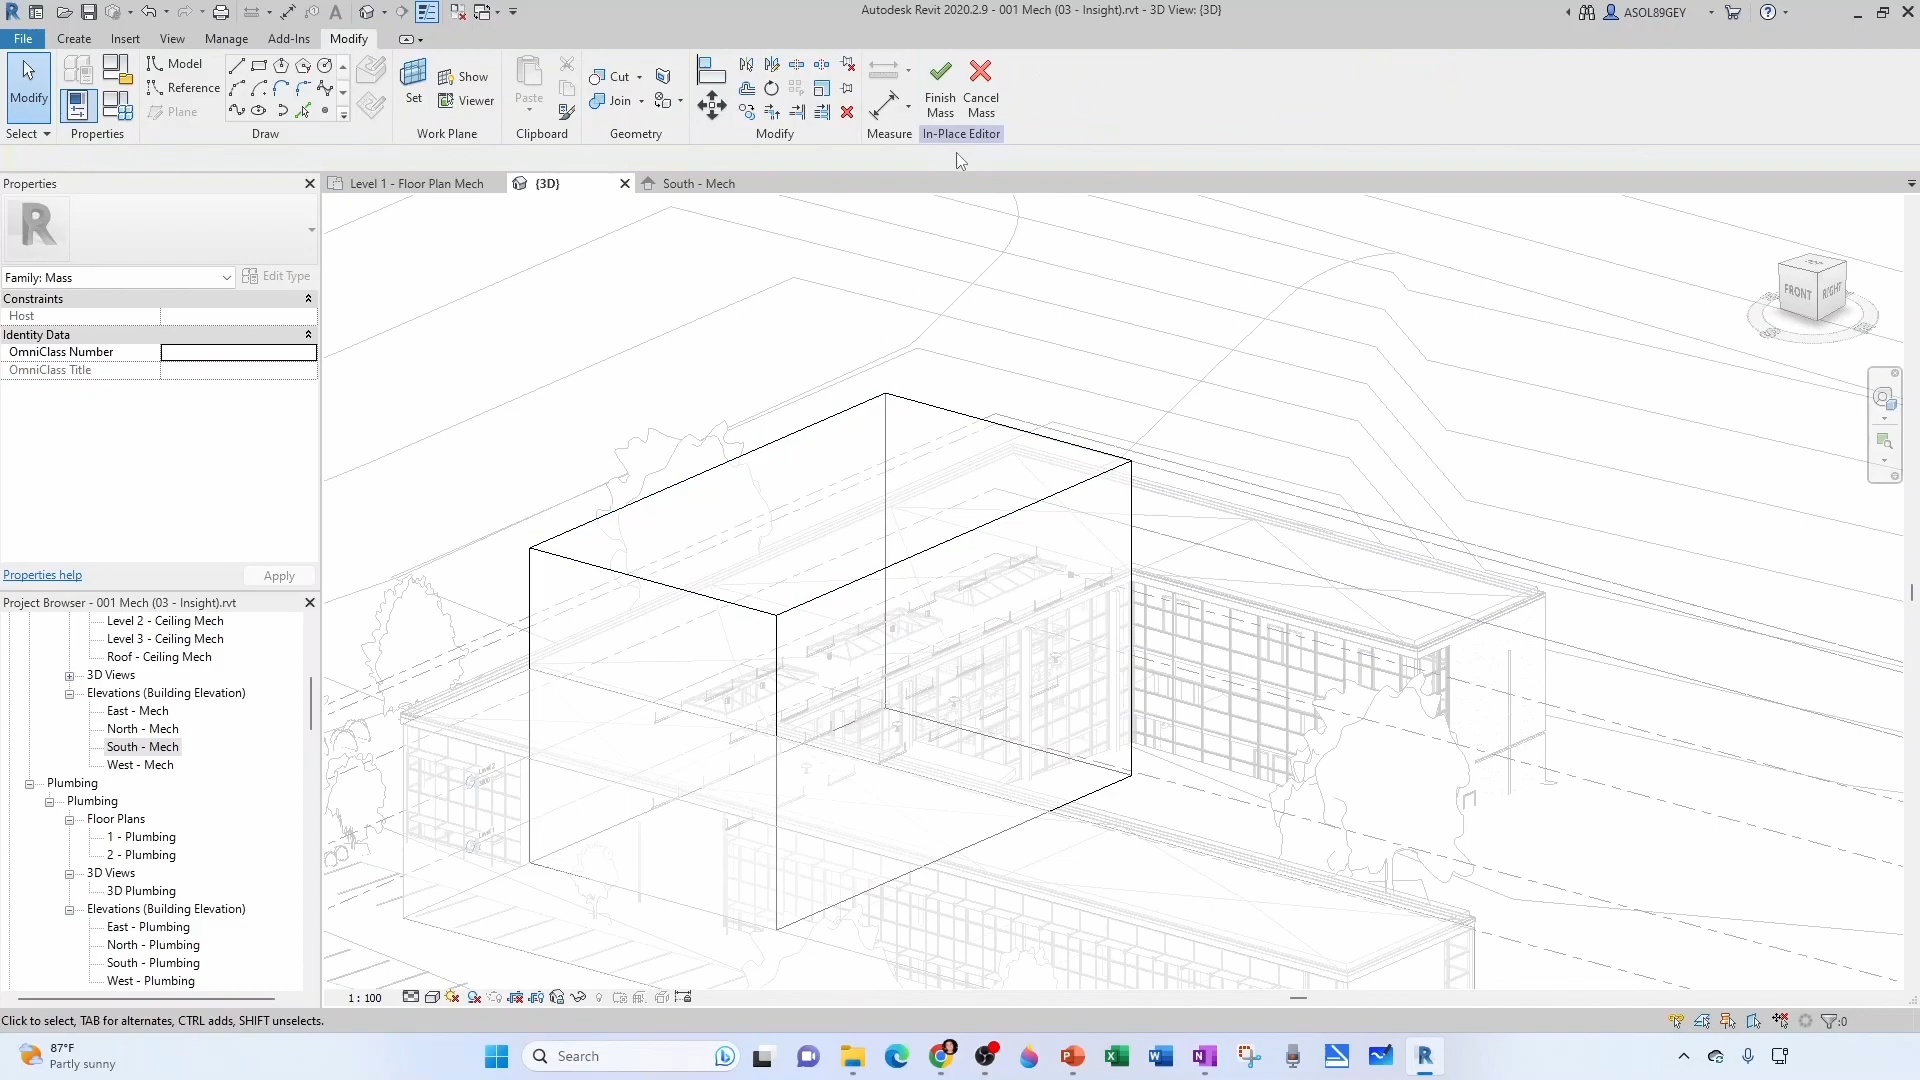 Autodesk Revit 2020.2.9 - 001 Mech (03 - Insight).rvt - 3D View: {3D}
ASOL89GEY
File
Create
Insert
View
Manage
Add-Ins
Modify
Modify
Select
Properties
Model
Reference
Plane
Draw
Set
Show
Viewer
Work Plane
Paste
Clipboard
Cut
Join
Geometry
Modify
Measure
Finish Mass
Cancel Mass
In-Place Editor
Properties
Level 1 - Floor Plan Mech
{3D}
South - Mech
R
Family: Mass
Edit Type
Constraints
Host
Identity Data
OmniClass Number
OmniClass Title
Properties help
Apply
TOP
FRONT
RIGHT
Project Browser - 001 Mech (03 - Insight).rvt
Level 2 - Ceiling Mech
Level 3 - Ceiling Mech
Roof - Ceiling Mech
3D Views
Elevations (Building Elevation)
East - Mech
North - Mech
South - Mech
West - Mech
Plumbing
Plumbing
Floor Plans
1 - Plumbing
2 - Plumbing
3D Views
3D Plumbing
Elevations (Building Elevation)
East - Plumbing
North - Plumbing
South - Plumbing
West - Plumbing
Level 2
Level 1
1 : 100
Click to select, TAB for alternates, CTRL adds, SHIFT unselects.
:0
87°F
Partly sunny
Search